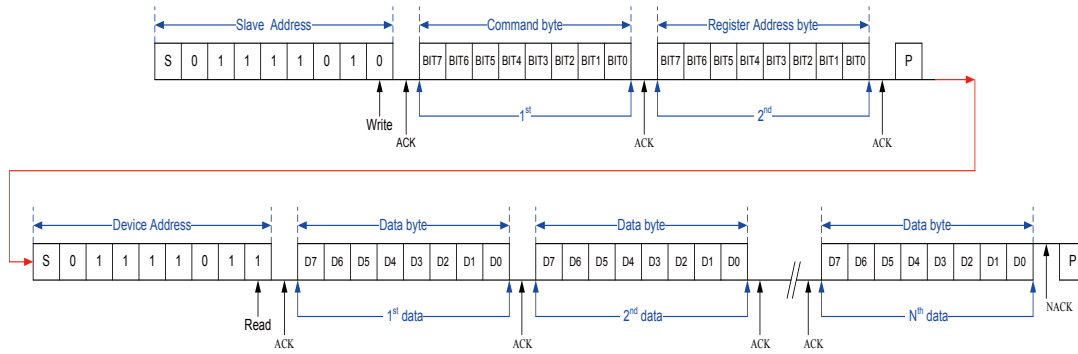 Slave Address Command byte Register Address byte
S 0 1 1 1 1 0 1 0 BIT7 BIT6 BIT5 BIT4 BIT3 BIT2 BIT1 BIT0 BIT7 BIT6 BIT5 BIT4 BIT3 BIT2 BIT1 BIT0 P
1st 2nd
Write ACK ACK ACK
Device Address Data byte Data byte Data byte
S 0 1 1 1 1 0 1 1 D7 D6 D5 D4 D3 D2 D1 D0 D7 D6 D5 D4 D3 D2 D1 D0 // D7 D6 D5 D4 D3 D2 D1 D0 P
1st data 2nd data Nth data NACK
Read ACK ACK ACK ACK